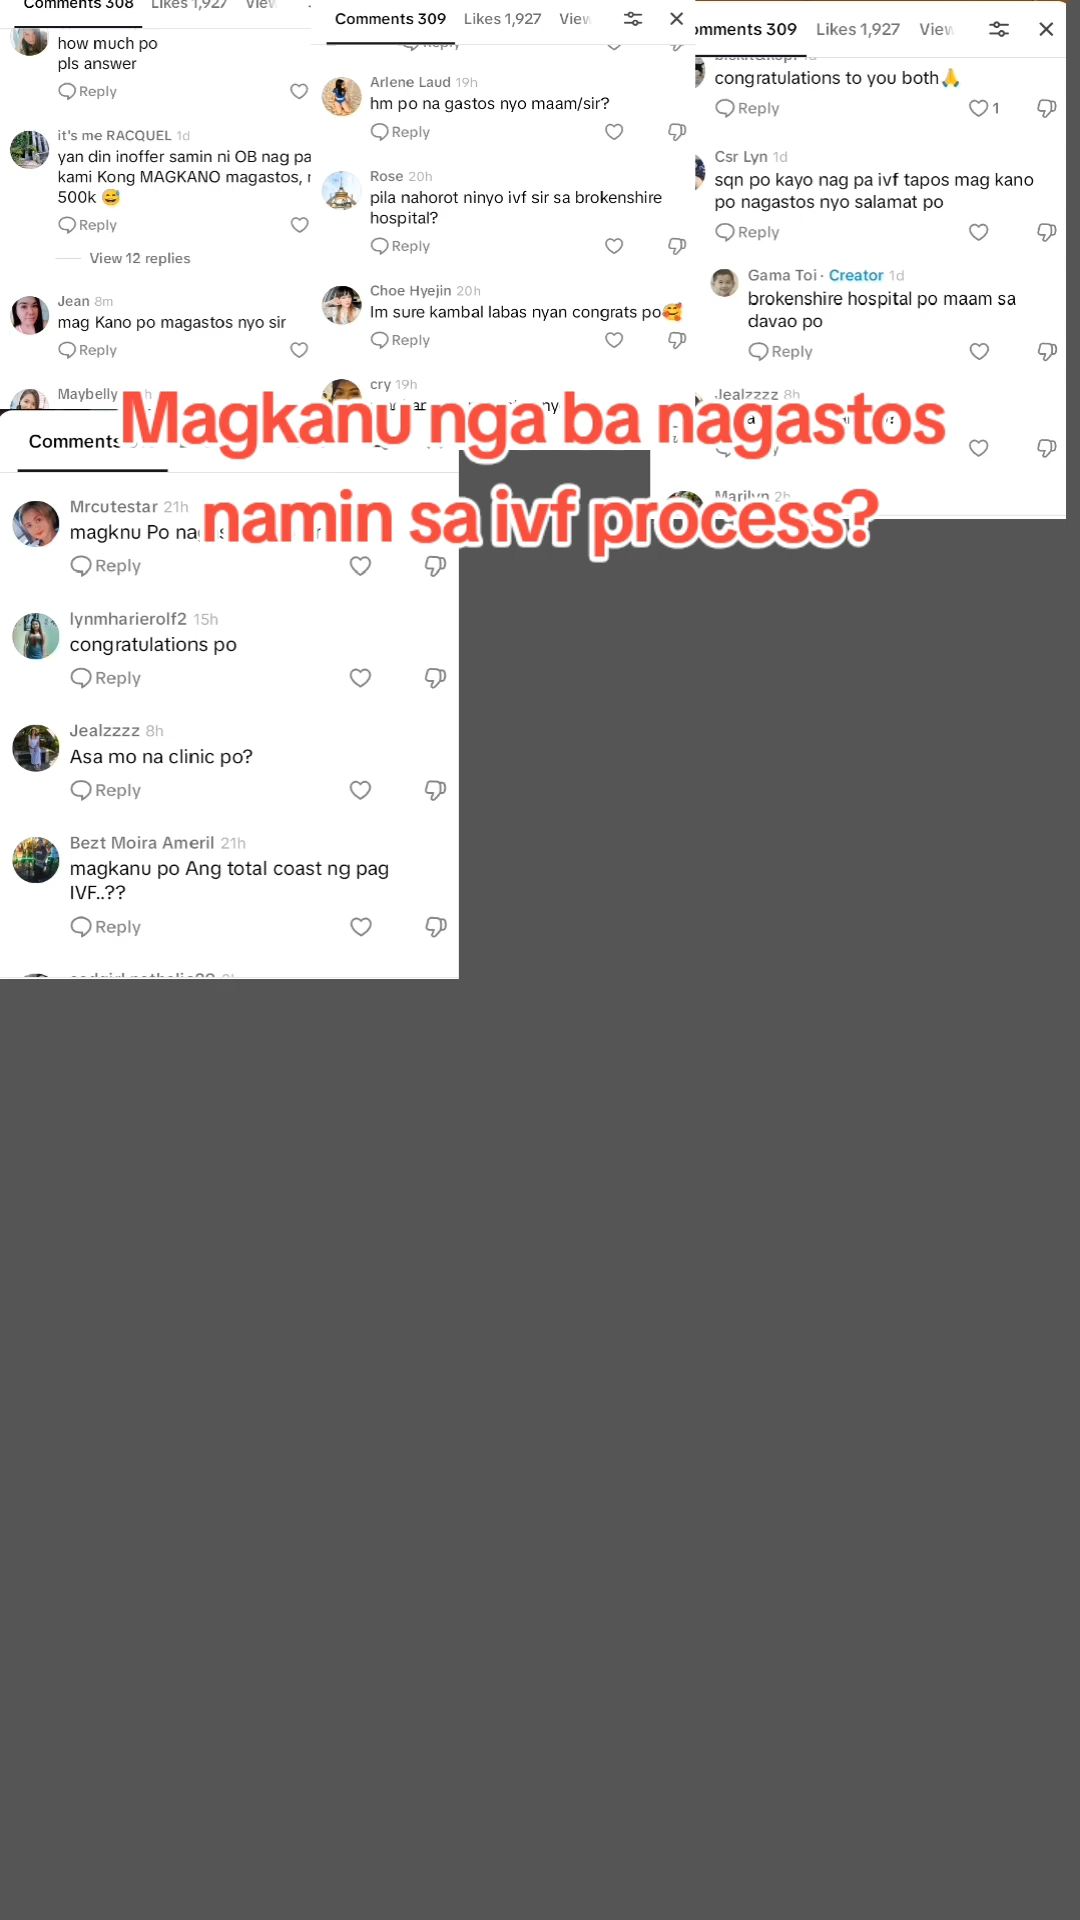 Comments 308 Likes 1,927
how much po
pls answer
Reply
it's me RACQUEL 1d
yan din inoffer samin ni OB nag pa
kami Kong MAGKANO magastos,
500k 😅
Reply
View 12 replies
Jean 8m
mag Kano po magastos nyo sir
Reply
Maybelly
Comments 309 Likes 1,927
Reply
Arlene Laud 19h
hm po na gastos nyo maam/sir?
Reply
Rose 20h
pila nahorot ninyo ivf sir sa brokenshire
hospital?
Reply
Choe Hyejin 20h
Im sure kambal labas nyan congrats po🥰
Reply
cry 19h
omments 309 Likes 1,927
congratulations to you both🙏
Reply 1
Csr Lyn 1d
sqn po kayo nag pa ivf tapos mag kano
po nagastos nyo salamat po
Reply
Gama Toi · Creator 1d
brokenshire hospital po maam sa
davao po
Reply
Jealzzzz 8h
Marilyn 2h
Magkanu nga ba nagastos
namin sa ivf process?
Comments
Mrcutestar 21h
magknu Po
Reply
lynmharierolf2 15h
congratulations po
Reply
Jealzzzz 8h
Asa mo na clinic po?
Reply
Bezt Moira Ameril 21h
magkanu po Ang total coast ng pag
IVF..??
Reply